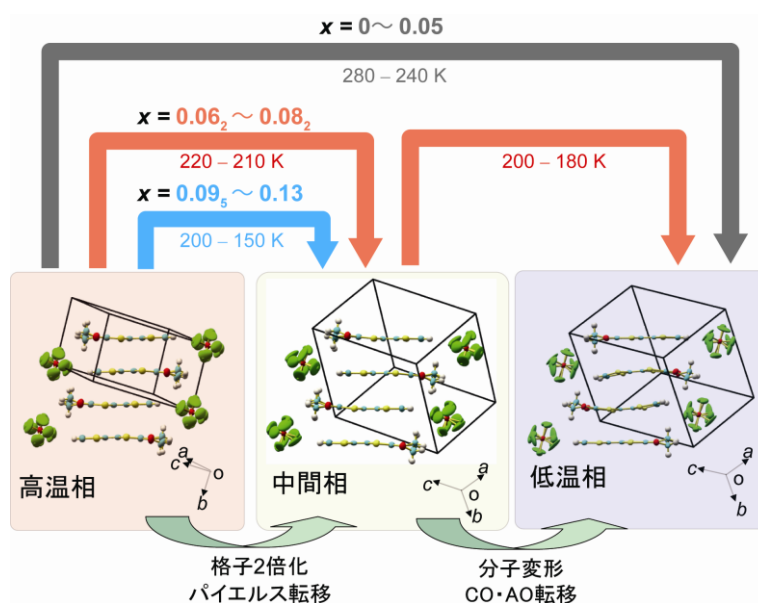 x = 0～0.05
280 – 240 K
x = 0.06₂～0.08₂
220 – 210 K
200 – 180 K
x = 0.09₅～0.13
200 – 150 K
高温相
a
c
o
b
中間相
a
c
o
b
低温相
a
c
o
b
格子2倍化
パイエルス転移
分子変形
CO・AO転移